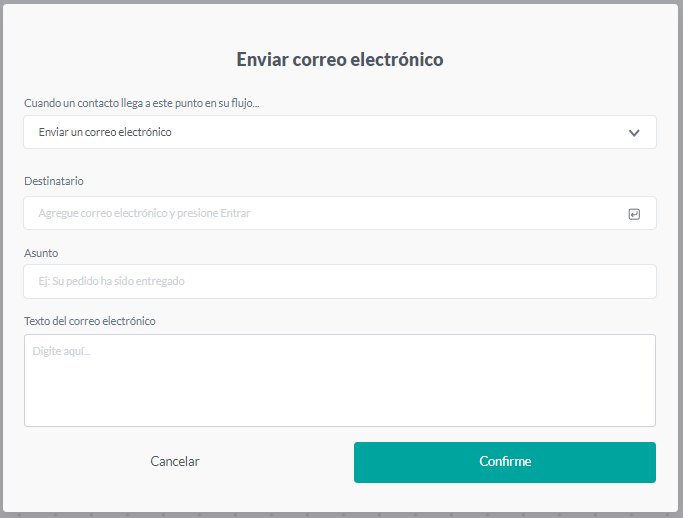 Enviar correo electrónico
Cuando un contacto llega a este punto en su flujo...
Enviar un correo electrónico
Destinatario
Agregue correo electrónico y presione Entrar
Asunto
Ej: Su pedido ha sido entregado
Texto del correo electrónico
Digite aquí...
Cancelar
Confirme